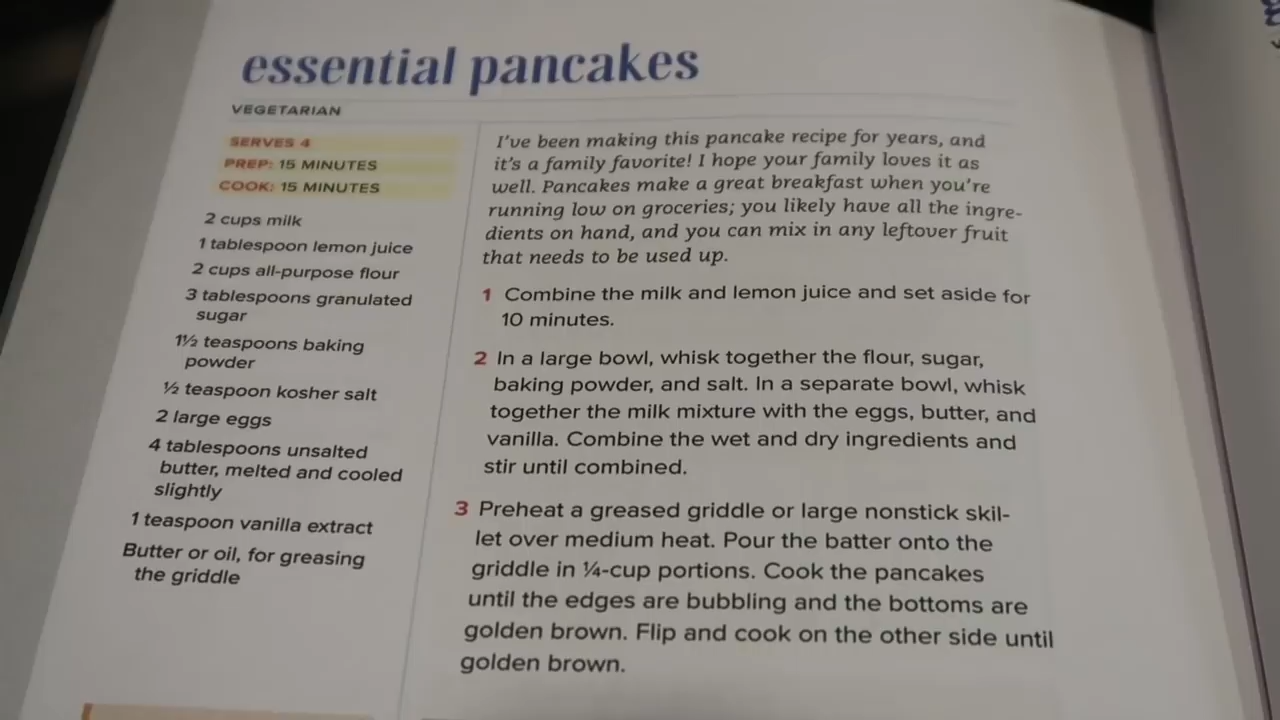 essential pancakes
VEGETARIAN
SERVES 4
PREP: 15 MINUTES
COOK: 15 MINUTES
2 cups milk
1 tablespoon lemon juice
2 cups all-purpose flour
3 tablespoons granulated
sugar
1½ teaspoons baking
powder
½ teaspoon kosher salt
2 large eggs
4 tablespoons unsalted
butter, melted and cooled
slightly
1 teaspoon vanilla extract
Butter or oil, for greasing
the griddle
I've been making this pancake recipe for years, and
it's a family favorite! I hope your family loves it as
well. Pancakes make a great breakfast when you're
running low on groceries; you likely have all the ingre-
dients on hand, and you can mix in any leftover fruit
that needs to be used up.
1 Combine the milk and lemon juice and set aside for
10 minutes.
2 In a large bowl, whisk together the flour, sugar,
baking powder, and salt. In a separate bowl, whisk
together the milk mixture with the eggs, butter, and
vanilla. Combine the wet and dry ingredients and
stir until combined.
3 Preheat a greased griddle or large nonstick skil-
let over medium heat. Pour the batter onto the
griddle in ¼-cup portions. Cook the pancakes
until the edges are bubbling and the bottoms are
golden brown. Flip and cook on the other side until
golden brown.